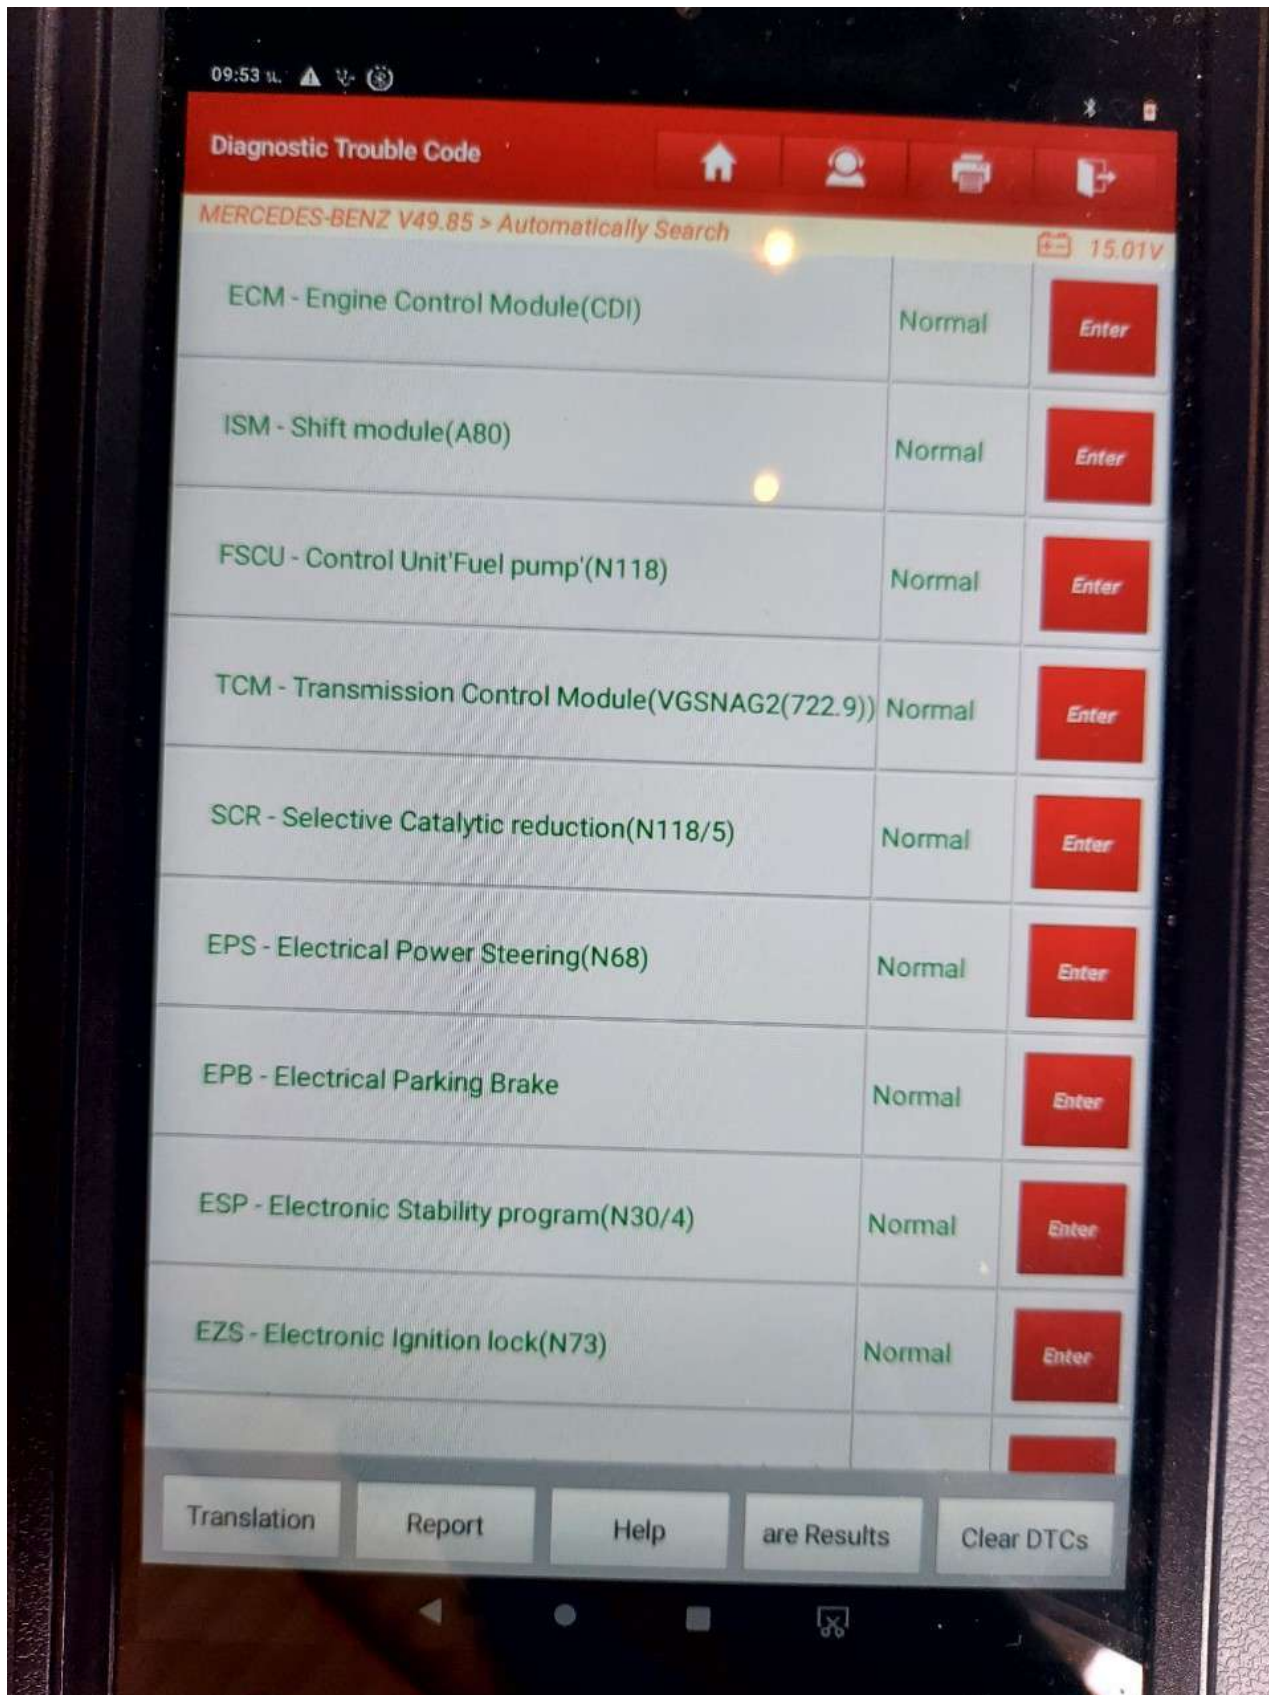 09:53 น.
Diagnostic Trouble Code
MERCEDES-BENZ V49.85 > Automatically Search
15.01V
ECM - Engine Control Module(CDI) Normal Enter
ISM - Shift module(A80) Normal Enter
FSCU - Control Unit'Fuel pump'(N118) Normal Enter
TCM - Transmission Control Module(VGSNAG2(722.9)) Normal Enter
SCR - Selective Catalytic reduction(N118/5) Normal Enter
EPS - Electrical Power Steering(N68) Normal Enter
EPB - Electrical Parking Brake Normal Enter
ESP - Electronic Stability program(N30/4) Normal Enter
EZS - Electronic Ignition lock(N73) Normal Enter
Translation Report Help are Results Clear DTCs